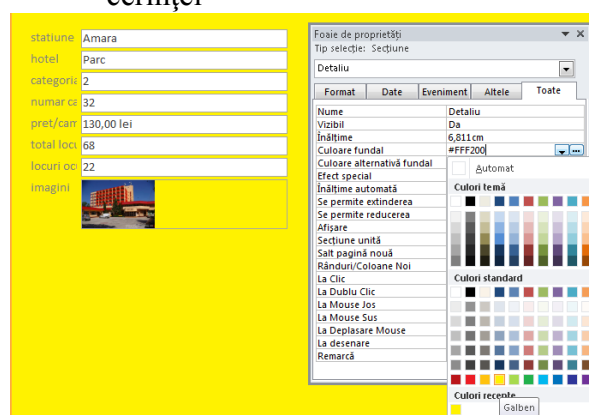 cerinței
statiune Amara
hotel Parc
categoria 2
numar ca 32
pret/cam 130,00 lei
total locu 68
locuri ocu 22
imagini
Foaie de proprietăți
Tip selecție: Secțiune
Detaliu
Format Date Eveniment Altele Toate
Nume Detaliu
Vizibil Da
Înălțime 6,811cm
Culoare fundal #FFF200
Culoare alternativă fundal
Efect special
Înălțime automată
Se permite extinderea
Se permite reducerea
Afișare
Secțiune unită
Salt pagină nouă
Rânduri/Coloane Noi
La Clic
La Dublu Clic
La Mouse Jos
La Mouse Sus
La Deplasare Mouse
La desenare
Remarcă
Automat
Culori temă
Culori standard
Culori recente
Galben